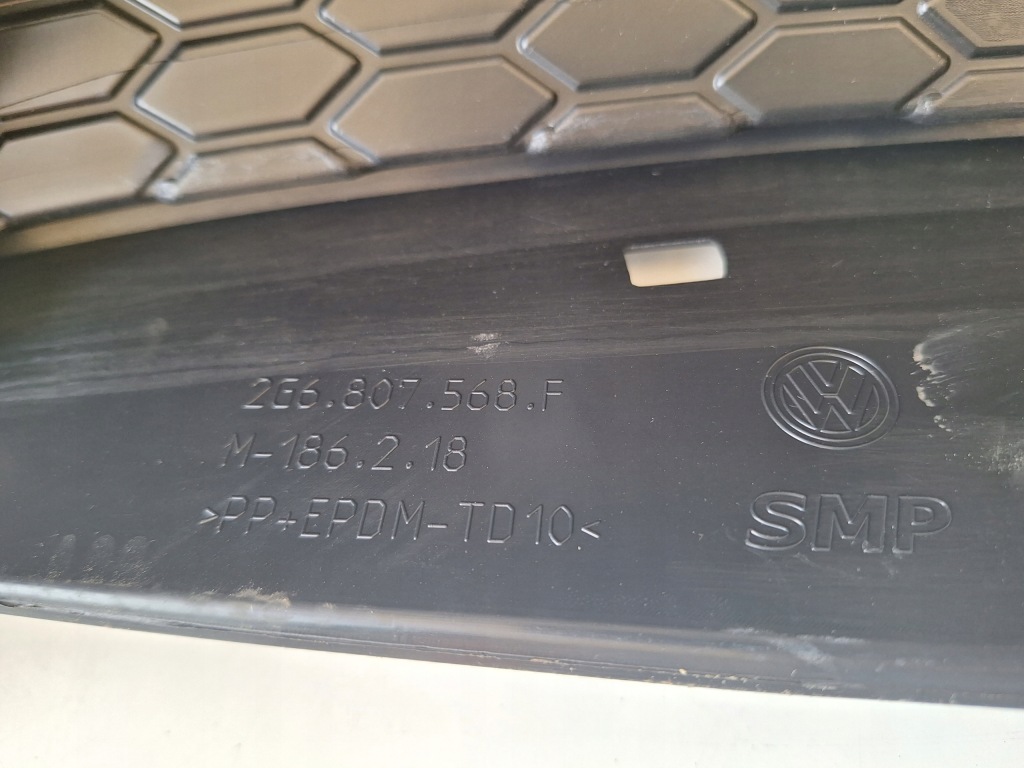 2G6.807.568.F
M-186.2.18
>PP+EPDM-TD10<
SMP